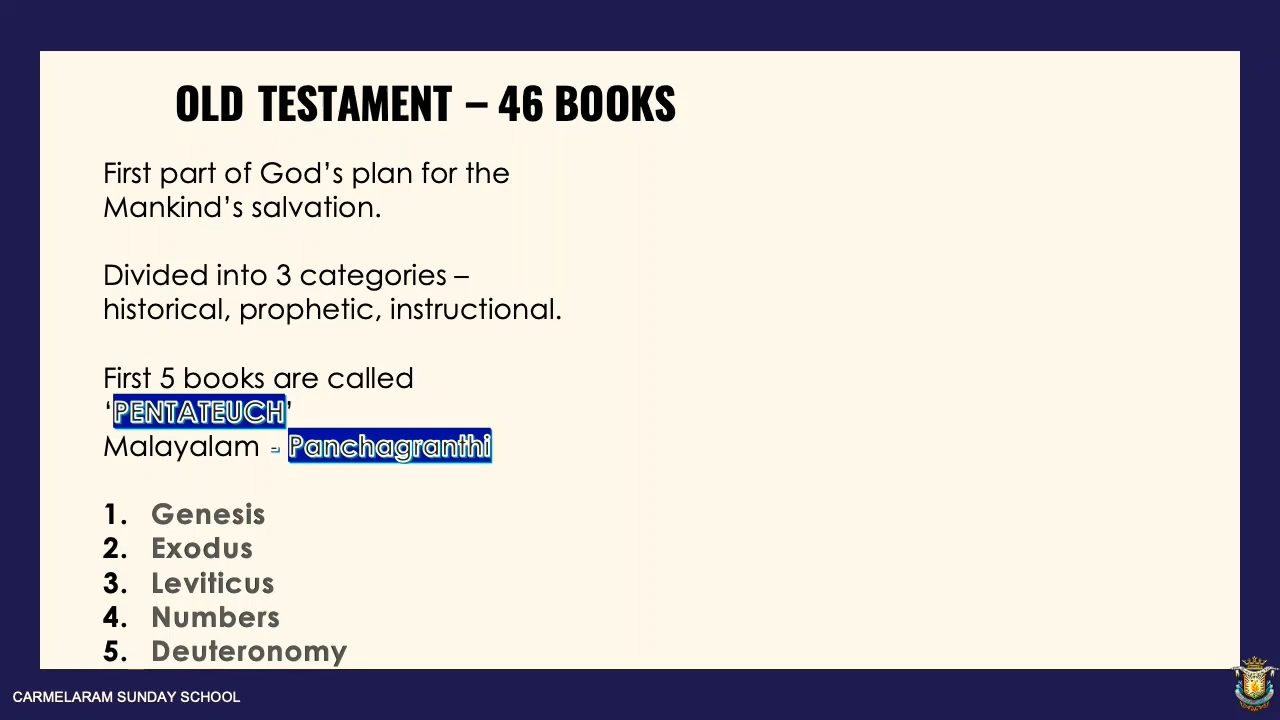 OLD TESTAMENT – 46 BOOKS
First part of God’s plan for the
Mankind’s salvation.
Divided into 3 categories –
historical, prophetic, instructional.
First 5 books are called
‘PENTATEUCH’
Malayalam - Panchagranthi
1. Genesis
2. Exodus
3. Leviticus
4. Numbers
5. Deuteronomy
CARMELARAM SUNDAY SCHOOL